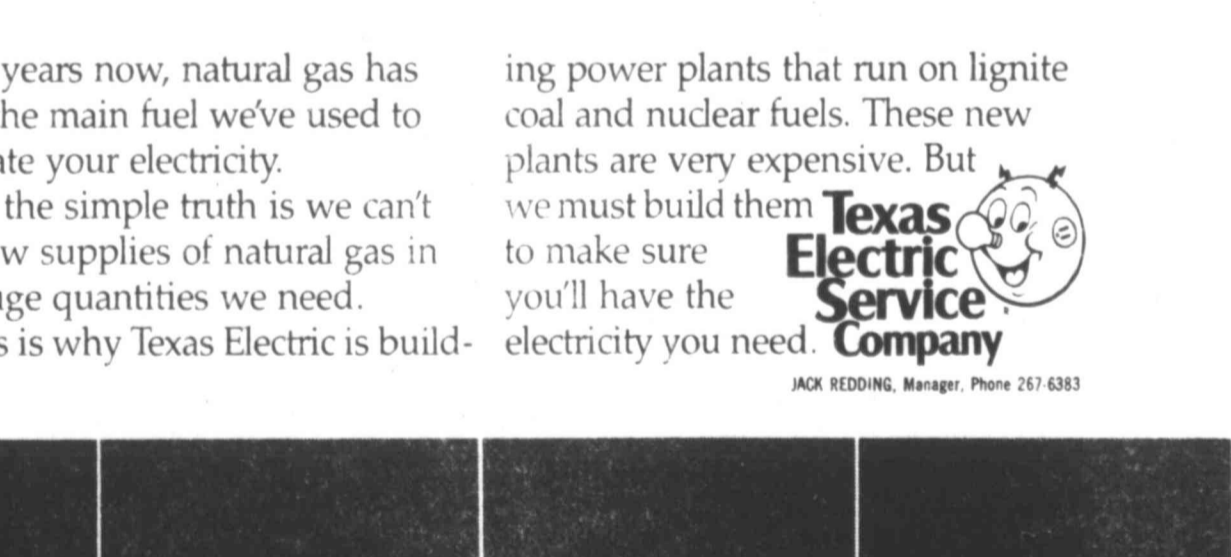 years now, natural gas has
he main fuel we've used to
ate your electricity.
the simple truth is we can't
w supplies of natural gas in
ge quantities we need.
s is why Texas Electric is build-
ing power plants that run on lignite
coal and nuclear fuels. These new
plants are very expensive. But
we must build them
to make sure
you'll have the
electricity you need.
Texas
Electric
Service
Company
JACK REDDING, Manager, Phone 267-6383